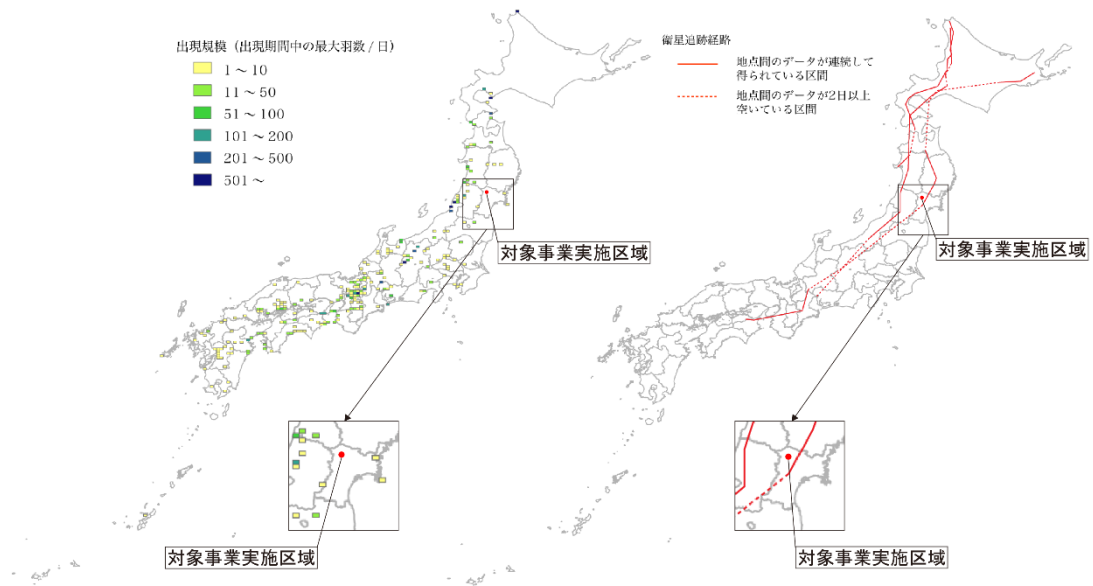 出現規模（出現期間中の最大羽数 / 日）
1～10
11～50
51～100
101～200
201～500
501～
対象事業実施区域
対象事業実施区域
衛星追跡経路
地点間のデータが連続して
得られている区間
地点間のデータが2日以上
空いている区間
対象事業実施区域
対象事業実施区域